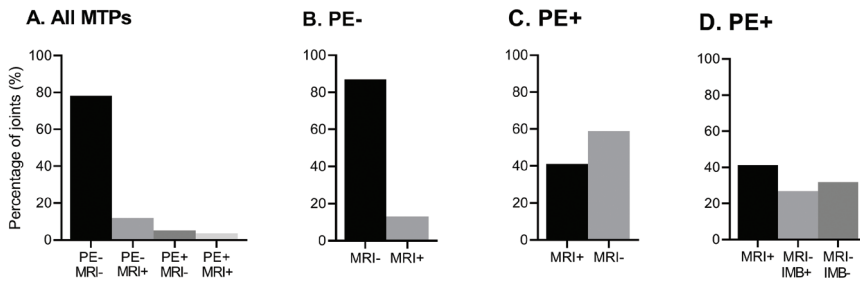 A. All MTPs
Percentage of joints (%)
100
80
60
40
20
0
PE- PE- PE+ PE+
MRI- MRI+ MRI- MRI+
B. PE-
100
80
60
40
20
0
MRI- MRI+
C. PE+
100
80
60
40
20
0
MRI+ MRI-
D. PE+
100
80
60
40
20
0
MRI+ MRI- MRI-
IMB+ IMB-